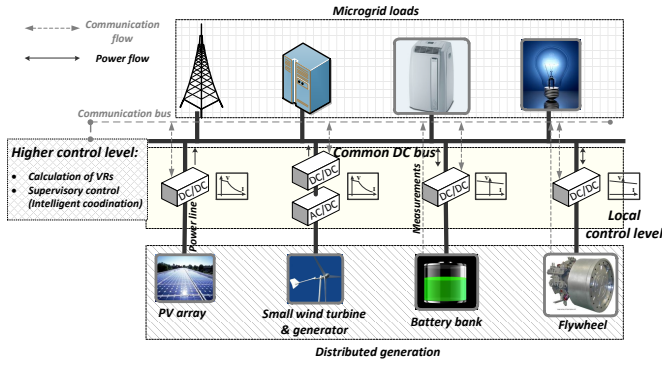 Microgrid loads
Communication
flow
Power flow
Communication bus
Higher control level:
• Calculation of VRs
• Supervisory control
(Intelligent coodination)
Common DC bus
DC/DC
DC/DC
AC/DC
DC/DC
DC/DC
V
I
V
I
V
I
V
I
Power line
Measurements
Local
control level
PV array
Small wind turbine
& generator
Battery bank
Flywheel
Distributed generation